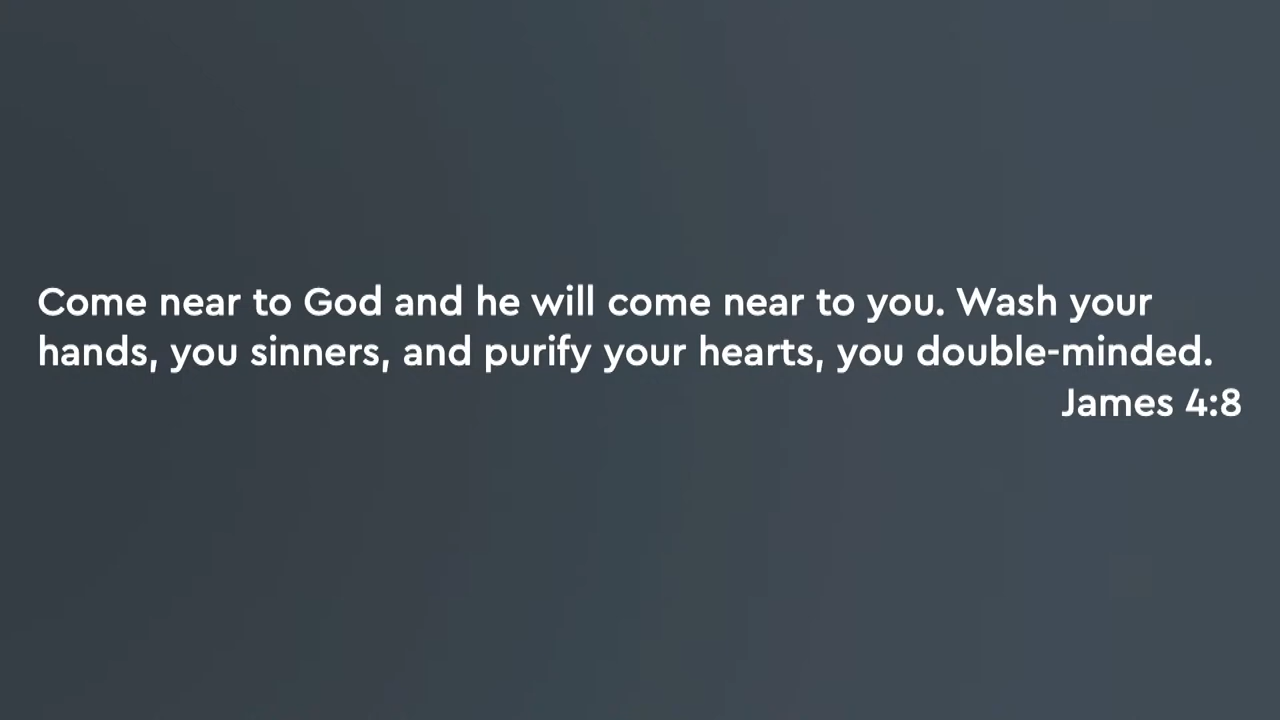 Come near to God and he will come near to you. Wash your
hands, you sinners, and purify your hearts, you double-minded.
James 4:8